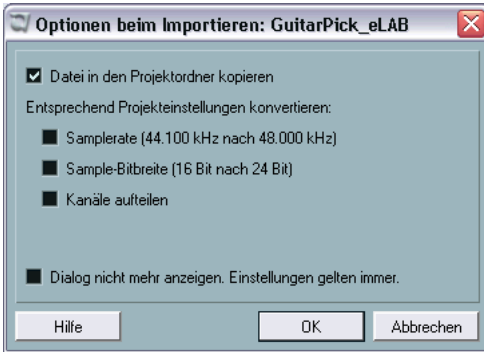 Optionen beim Importieren: GuitarPick_eLAB
Datei in den Projektordner kopieren
Entsprechend Projekteinstellungen konvertieren:
Samplerate (44.100 kHz nach 48.000 kHz)
Sample-Bitbreite (16 Bit nach 24 Bit)
Kanäle aufteilen
Dialog nicht mehr anzeigen. Einstellungen gelten immer.
Hilfe
OK
Abbrechen